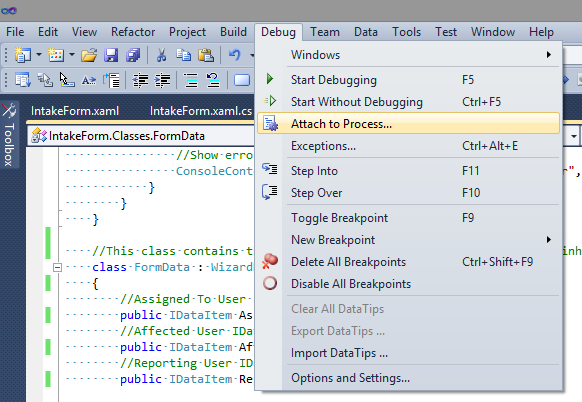 File Edit View Refactor Project Build Debug Team Data Tools Test Window Help
Toolbox
IntakeForm.xaml IntakeForm.xaml.cs
IntakeForm.Classes.FormData
Windows
Start Debugging F5
Start Without Debugging Ctrl+F5
Attach to Process...
Exceptions... Ctrl+Alt+E
Step Into F11
Step Over F10
Toggle Breakpoint F9
New Breakpoint
Delete All Breakpoints Ctrl+Shift+F9
Disable All Breakpoints
Clear All DataTips
Export DataTips ...
Import DataTips ...
Options and Settings...
//Show erro
ConsoleCont r",
}
}
}
//This class contains t inh
class FormData : Wizard
{
//Assigned To User
public IDataItem As
//Affected User IDa
public IDataItem Af
//Reporting User ID
public IDataItem Re